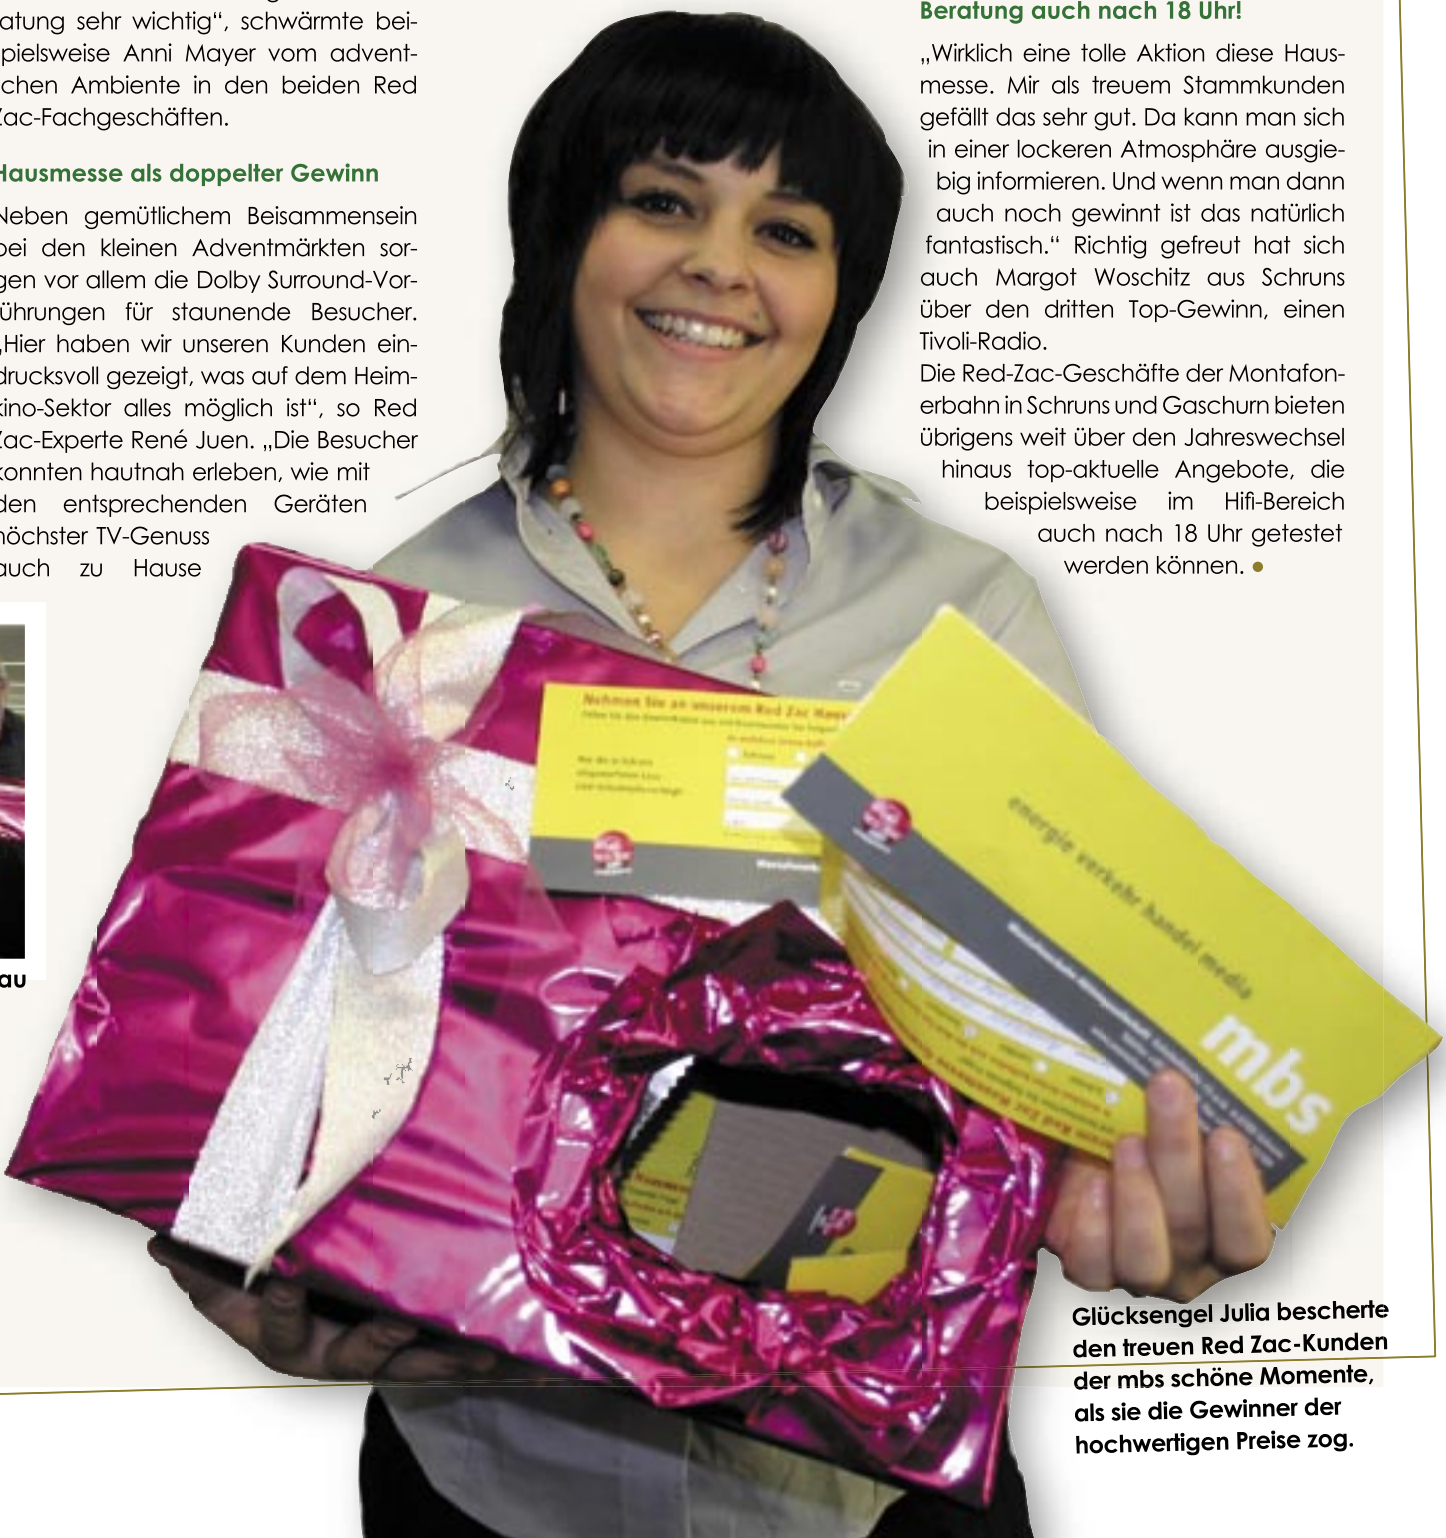 atung sehr wichtig“, schwärmte bei-
pielsweise Anni Mayer vom advent-
chen Ambiente in den beiden Red
Zac-Fachgeschäften.
Hausmesse als doppelter Gewinn
Neben gemütlichem Beisammensein
bei den kleinen Adventmärkten sor-
gen vor allem die Dolby Surround-Vor-
führungen für staunende Besucher.
„Hier haben wir unseren Kunden ein-
drucksvoll gezeigt, was auf dem Heim-
kino-Sektor alles möglich ist“, so Red
Zac-Experte René Juen. „Die Besucher
konnten hautnah erleben, wie mit
den entsprechenden Geräten
höchster TV-Genuss
auch zu Hause
au
Beratung auch nach 18 Uhr!
„Wirklich eine tolle Aktion diese Haus-
messe. Mir als treuem Stammkunden
gefällt das sehr gut. Da kann man sich
in einer lockeren Atmosphäre ausgie-
big informieren. Und wenn man dann
auch noch gewinnt ist das natürlich
fantastisch.“ Richtig gefreut hat sich
auch Margot Woschitz aus Schruns
über den dritten Top-Gewinn, einen
Tivoli-Radio.
Die Red-Zac-Geschäfte der Montafon-
erbahn in Schruns und Gaschurn bieten
übrigens weit über den Jahreswechsel
hinaus top-aktuelle Angebote, die
beispielsweise im Hifi-Bereich
auch nach 18 Uhr getestet
werden können.
Nehmen Sie an unserem Red Zac
energie verkehr handel media
mbs
Glücksengel Julia bescherte
den treuen Red Zac-Kunden
der mbs schöne Momente,
als sie die Gewinner der
hochwertigen Preise zog.